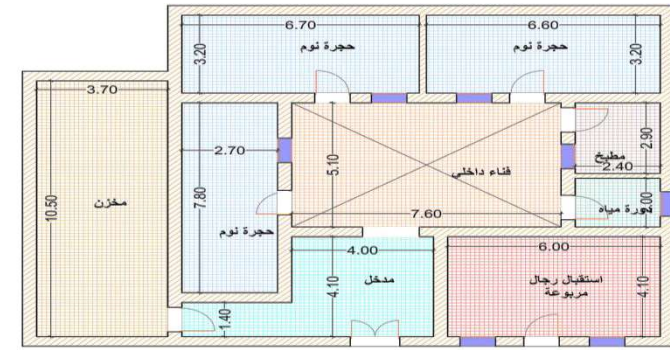 6.70
6.60
حجرة نوم
حجرة نوم
3.20
3.20
3.70
2.70
5.10
2.90
مطبخ
2.40
فناء داخلي
مخزن
10.50
7.80
7.60
دورة مياه
2.00
حجرة نوم
4.00
6.00
مدخل
استقبال رجال
مربوعة
4.10
4.10
1.40